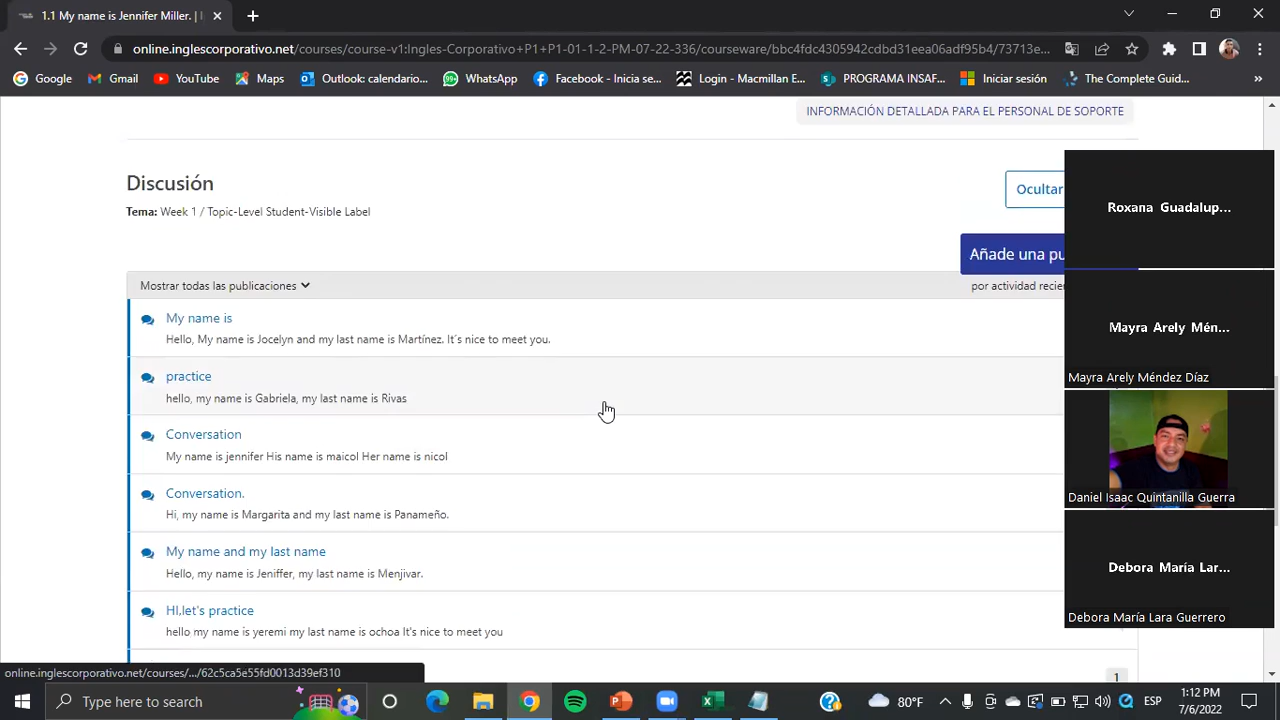 1.1 My name is Jennifer Miller. |
online.inglescorporativo.net/courses/course-v1:Ingles-Corporativo+P1+P1-01-1-2-PM-07-22-336/courseware/bbc4fdc4305942cdbd31eea06adf95b4/73713e...
Google Gmail YouTube Maps Outlook: calendario... WhatsApp Facebook - Inicia se... Login - Macmillan E... PROGRAMA INSAF... Iniciar sesión The Complete Guid... »
INFORMACIÓN DETALLADA PARA EL PERSONAL DE SOPORTE
Discusión
Ocultar
Tema: Week 1 / Topic-Level Student-Visible Label
Añade una pu
Mostrar todas las publicaciones
por actividad recien
My name is
Hello, My name is Jocelyn and my last name is Martínez. It´s nice to meet you.
practice
hello, my name is Gabriela, my last name is Rivas
Conversation
My name is jennifer His name is maicol Her name is nicol
Conversation.
Hi, my name is Margarita and my last name is Panameño.
My name and my last name
Hello, my name is Jeniffer, my last name is Menjivar.
HI,let's practice
hello my name is yeremi my last name is ochoa It's nice to meet you
1
Roxana Guadalup...
Mayra Arely Mén...
Mayra Arely Méndez Díaz
Daniel Isaac Quintanilla Guerra
Debora María Lar...
Debora María Lara Guerrero
online.inglescorporativo.net/courses/.../62c5ca5e55fd0013d39ef310
Type here to search
80°F
ESP
1:12 PM
7/6/2022